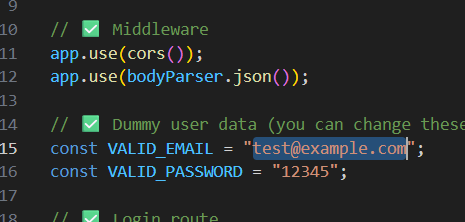 9
10 // ✅ Middleware
11 app.use(cors());
12 app.use(bodyParser.json());
13
14 // ✅ Dummy user data (you can change these
15 const VALID_EMAIL = "test@example.com";
16 const VALID_PASSWORD = "12345";
17
18 // ✅ Login route